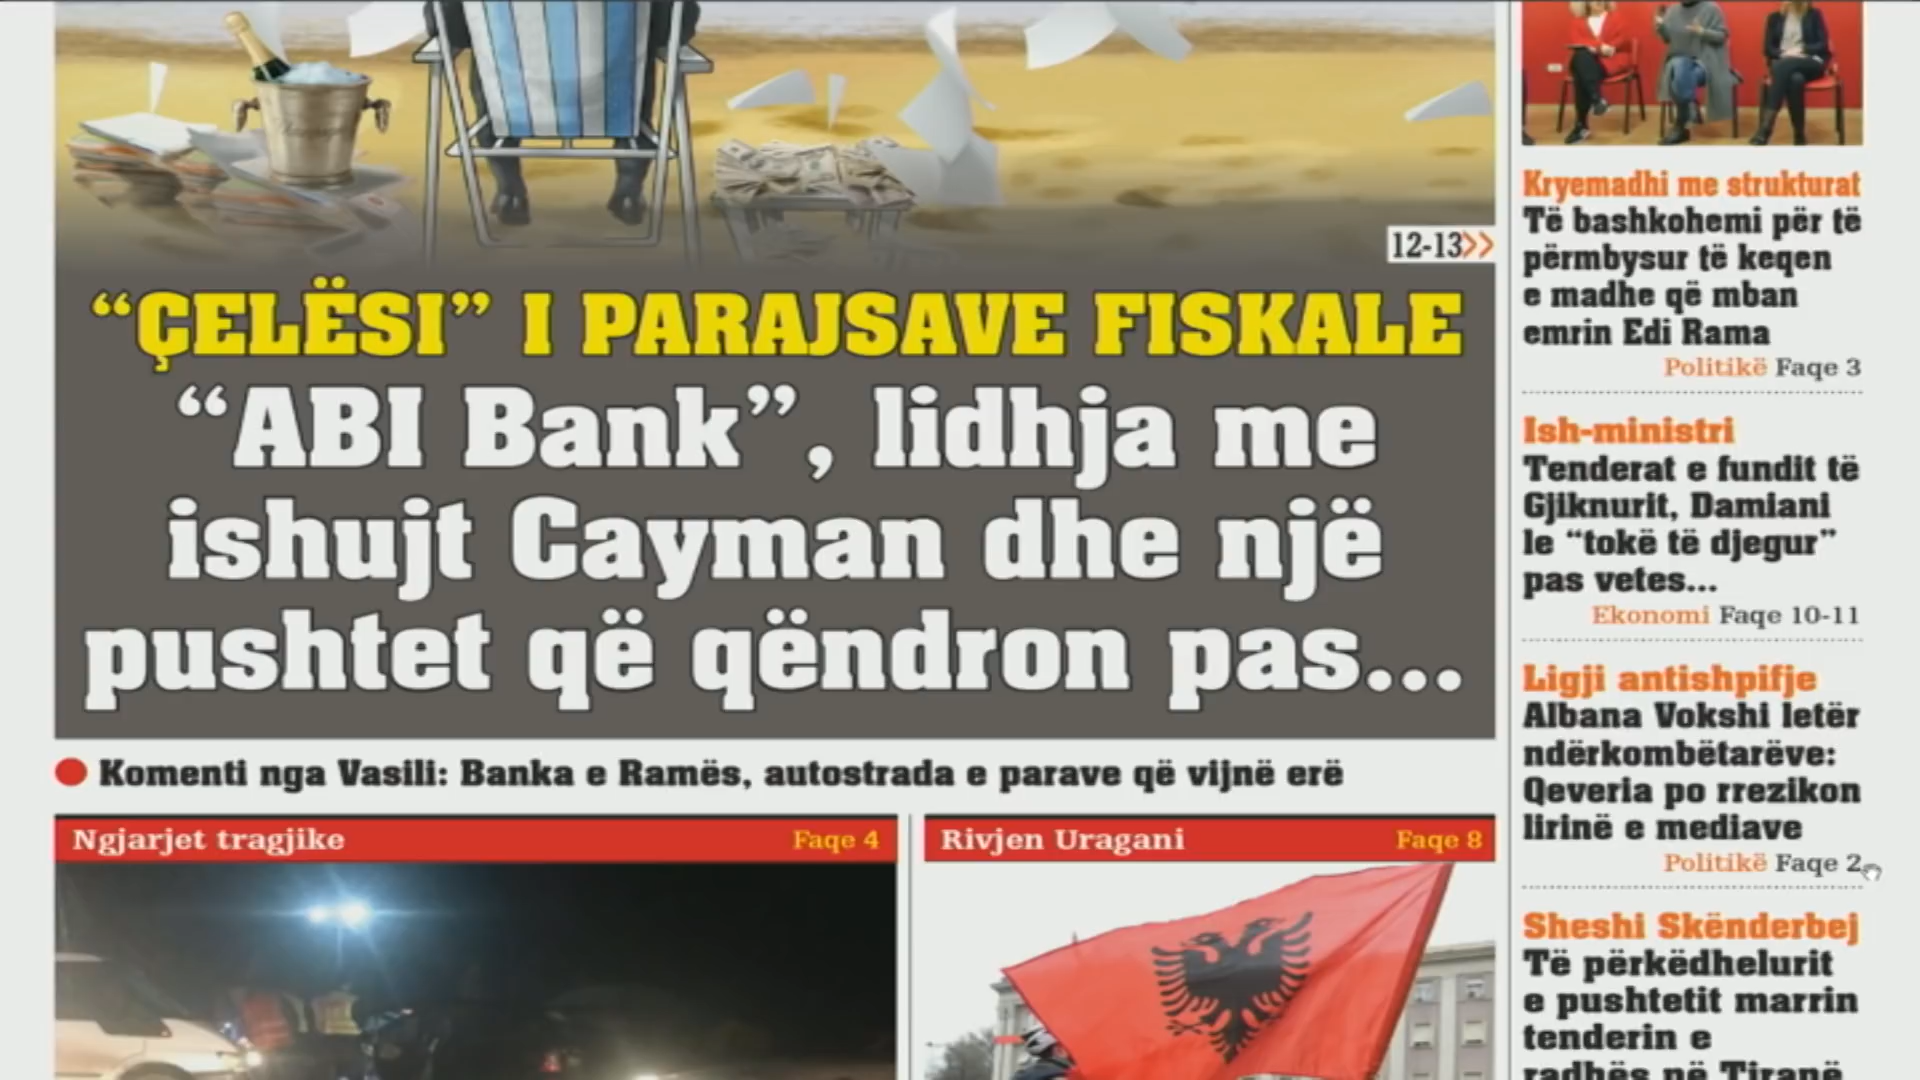 12-13>>
“ÇELËSI” I PARAJSAVE FISKALE
“ABI Bank”, lidhja me
ishujt Cayman dhe një
pushtet që qëndron pas...
Komenti nga Vasili: Banka e Ramës, autostrada e parave që vijnë erë
Ngjarjet tragjike Faqe 4
Rivjen Uragani Faqe 8
Kryemadhi me strukturat
Të bashkohemi për të
përmbysur të keqen
e madhe që mban
emrin Edi Rama
Politikë Faqe 3
Ish-ministri
Tenderat e fundit të
Gjiknurit, Damiani
le “tokë të djegur”
pas vetes...
Ekonomi Faqe 10-11
Ligji antishpifje
Albana Vokshi letër
ndërkombëtarëve:
Qeveria po rrezikon
lirinë e mediave
Politikë Faqe 2
Sheshi Skënderbej
Të përkëdhelurit
e pushtetit marrin
tenderin e
radhës në Tiranë